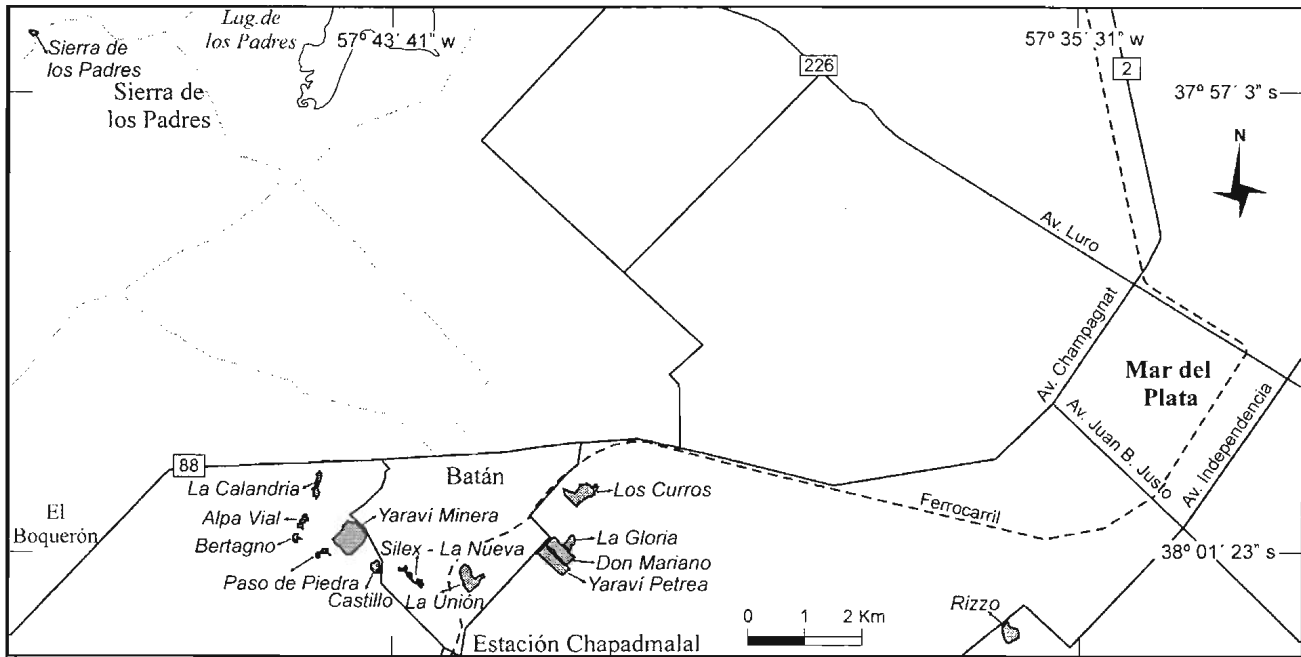 Lug. de
los Padres
57° 43´ 41" w
57° 35´ 31" w
Sierra de
los Padres
Sierra de
los Padres
226
2
37° 57´ 3" s
N
Av. Luro
Av. Champagnat
Mar del
Plata
Av. Juan B. Justo
Av. Independencia
88
Batán
La Calandria
Los Curros
Ferrocarril
El
Boquerón
Alpa Vial
Yaraví Minera
Bertagno
La Gloria
Silex - La Nueva
Don Mariano
38° 01´ 23" s
Paso de Piedra
Yaraví Petrea
Castillo
La Unión
Rizzo
0 1 2 Km
Estación Chapadmalal